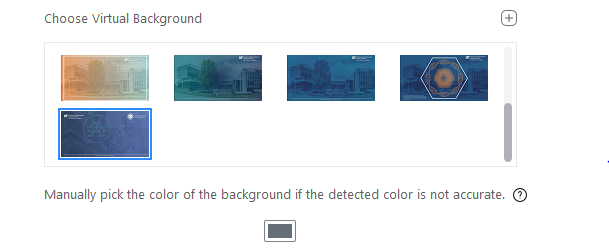 Choose Virtual Background
Manually pick the color of the background if the detected color is not accurate.